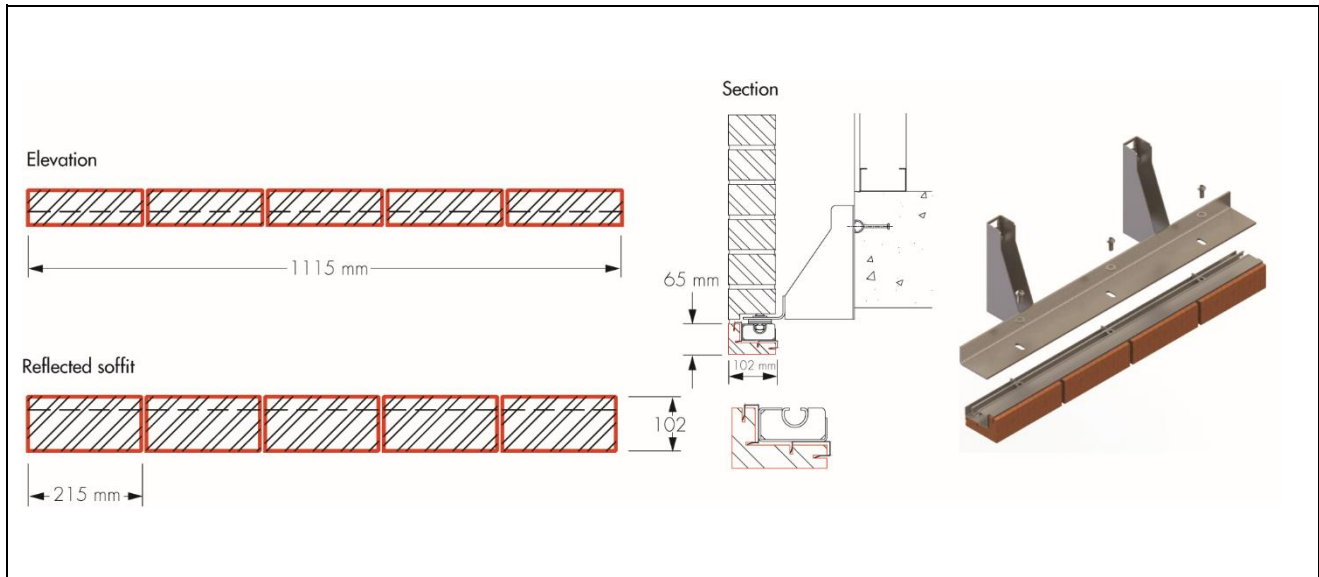 Section
Elevation
1115 mm
65 mm
102 mm
Reflected soffit
102
215 mm